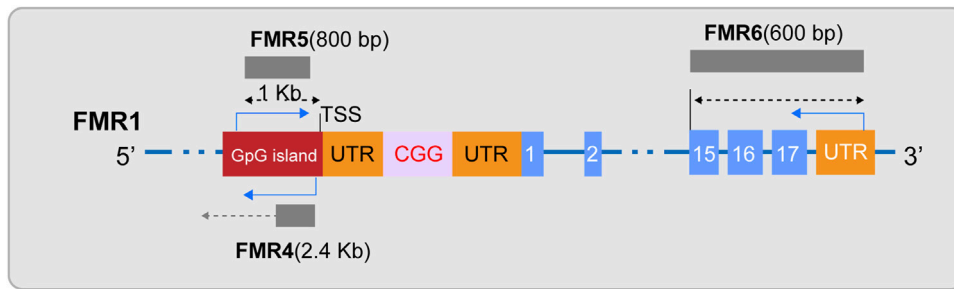 FMR5(800 bp)
FMR6(600 bp)
1 Kb
TSS
FMR1
5’
GpG island
UTR
CGG
UTR
1
2
15
16
17
UTR
3’
FMR4(2.4 Kb)